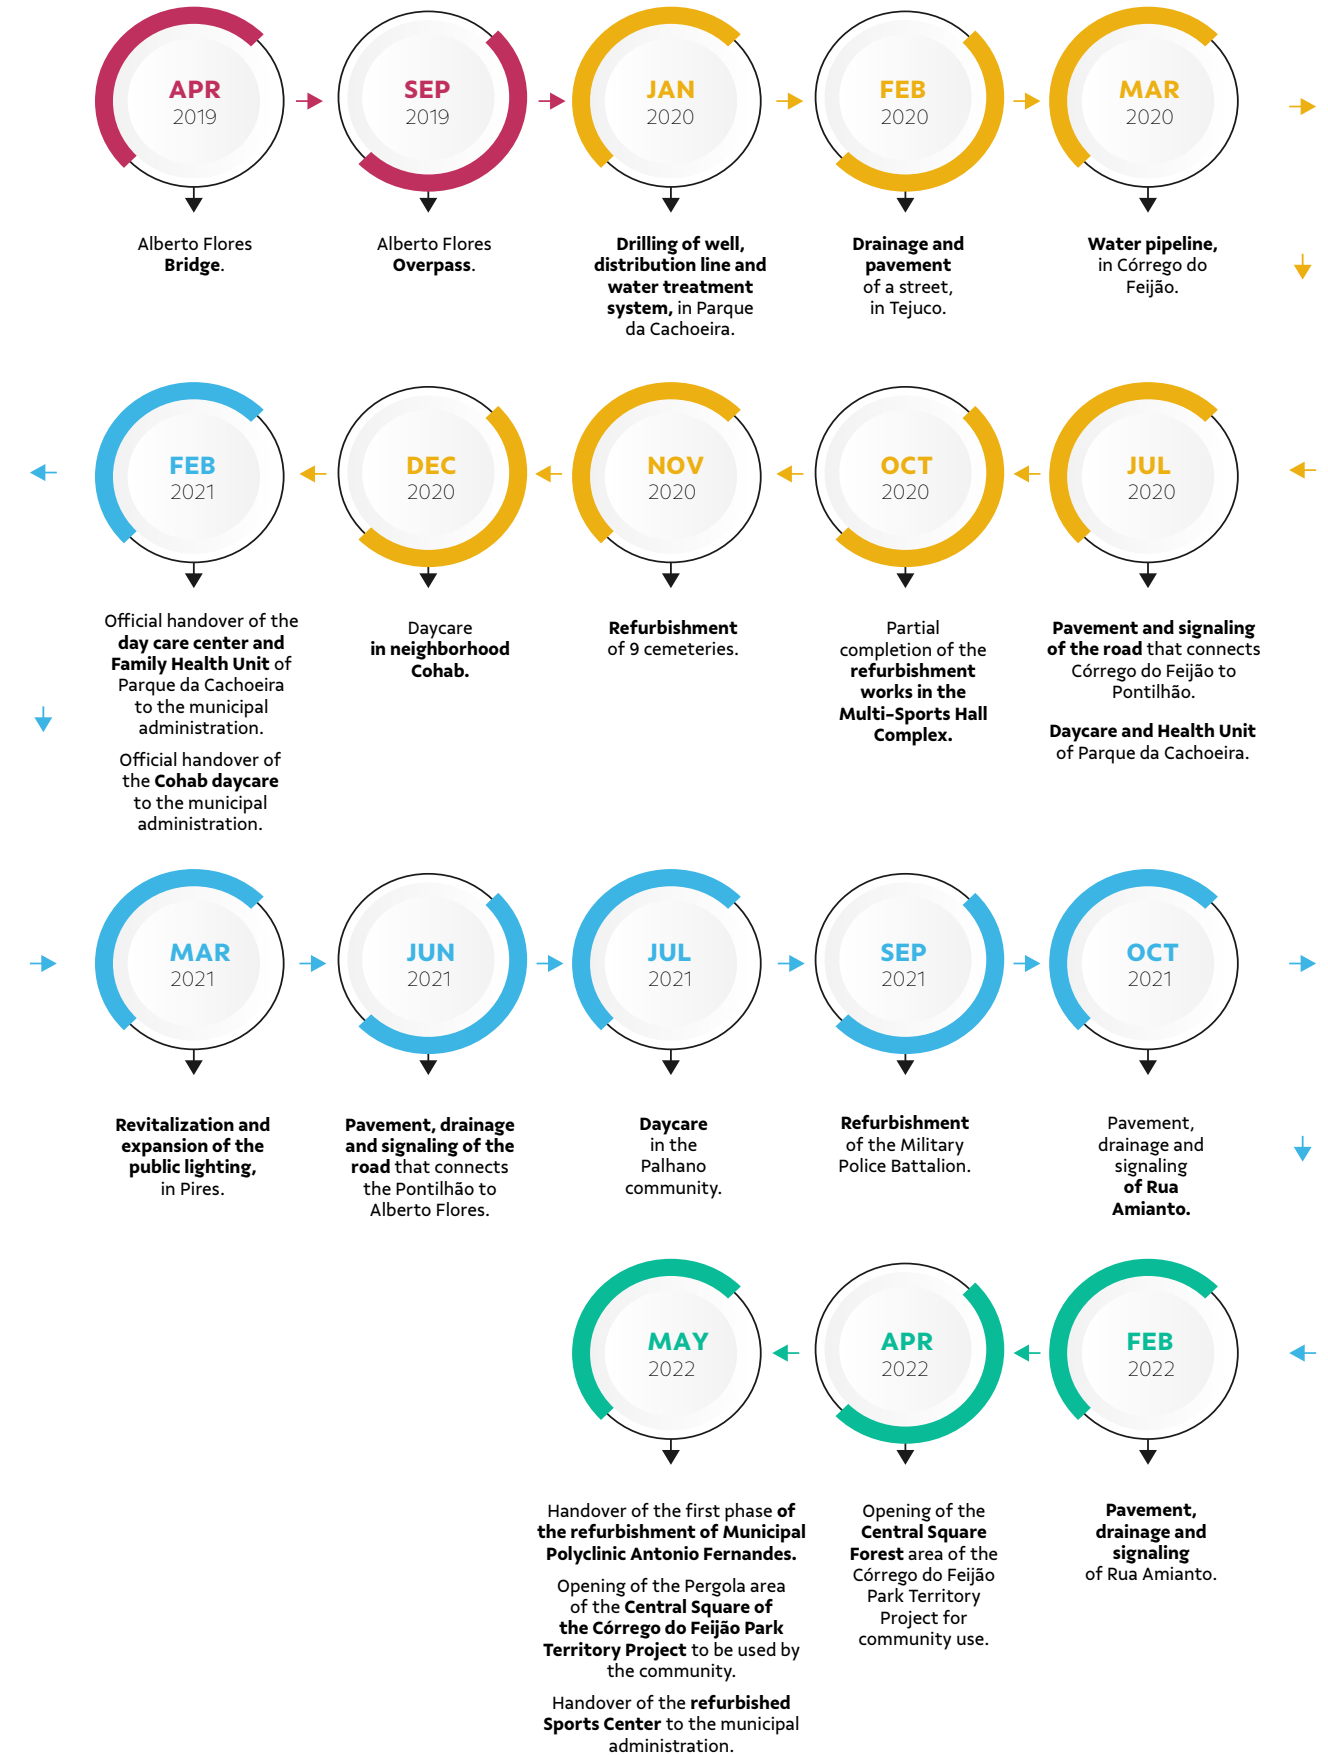 APR
2019
Alberto Flores
Bridge.
SEP
2019
Alberto Flores
Overpass.
JAN
2020
Drilling of well,
distribution line and
water treatment
system, in Parque
da Cachoeira.
FEB
2020
Drainage and
pavement
of a street,
in Tejuco.
MAR
2020
Water pipeline,
in Córrego do
Feijão.
JUL
2020
Pavement and signaling
of the road that connects
Córrego do Feijão to
Pontilhão.
Daycare and Health Unit
of Parque da Cachoeira.
OCT
2020
Partial
completion of the
refurbishment
works in the
Multi-Sports Hall
Complex.
NOV
2020
Refurbishment
of 9 cemeteries.
DEC
2020
Daycare
in neighborhood
Cohab.
FEB
2021
Official handover of the
day care center and
Family Health Unit of
Parque da Cachoeira
to the municipal
administration.
Official handover of
the Cohab daycare
to the municipal
administration.
MAR
2021
Revitalization and
expansion of the
public lighting,
in Pires.
JUN
2021
Pavement, drainage
and signaling of the
road that connects
the Pontilhão to
Alberto Flores.
JUL
2021
Daycare
in the
Palhano
community.
SEP
2021
Refurbishment
of the Military
Police Battalion.
OCT
2021
Pavement,
drainage and
signaling
of Rua
Amianto.
FEB
2022
Pavement,
drainage and
signaling
of Rua Amianto.
APR
2022
Opening of the
Central Square
Forest area of the
Córrego do Feijão
Park Territory
Project for
community use.
MAY
2022
Handover of the first phase of
the refurbishment of Municipal
Polyclinic Antonio Fernandes.
Opening of the Pergola area
of the Central Square of
the Córrego do Feijão Park
Territory Project to be used by
the community.
Handover of the refurbished
Sports Center to the municipal
administration.